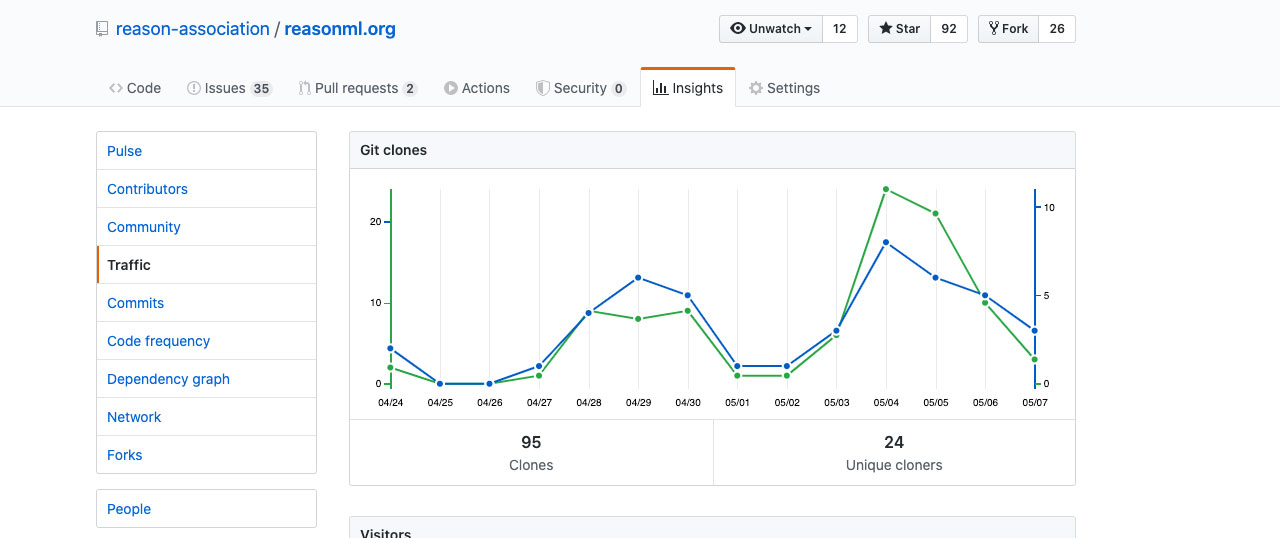 reason-association / reasonml.org
Unwatch 12 Star 92 Fork 26
Code Issues 35 Pull requests 2 Actions Security 0 Insights Settings
Pulse
Contributors
Community
Traffic
Commits
Code frequency
Dependency graph
Network
Forks
People
Git clones
20
10
0
10
5
0
04/24 04/25 04/26 04/27 04/28 04/29 04/30 05/01 05/02 05/03 05/04 05/05 05/06 05/07
95
Clones
24
Unique cloners
Visitors